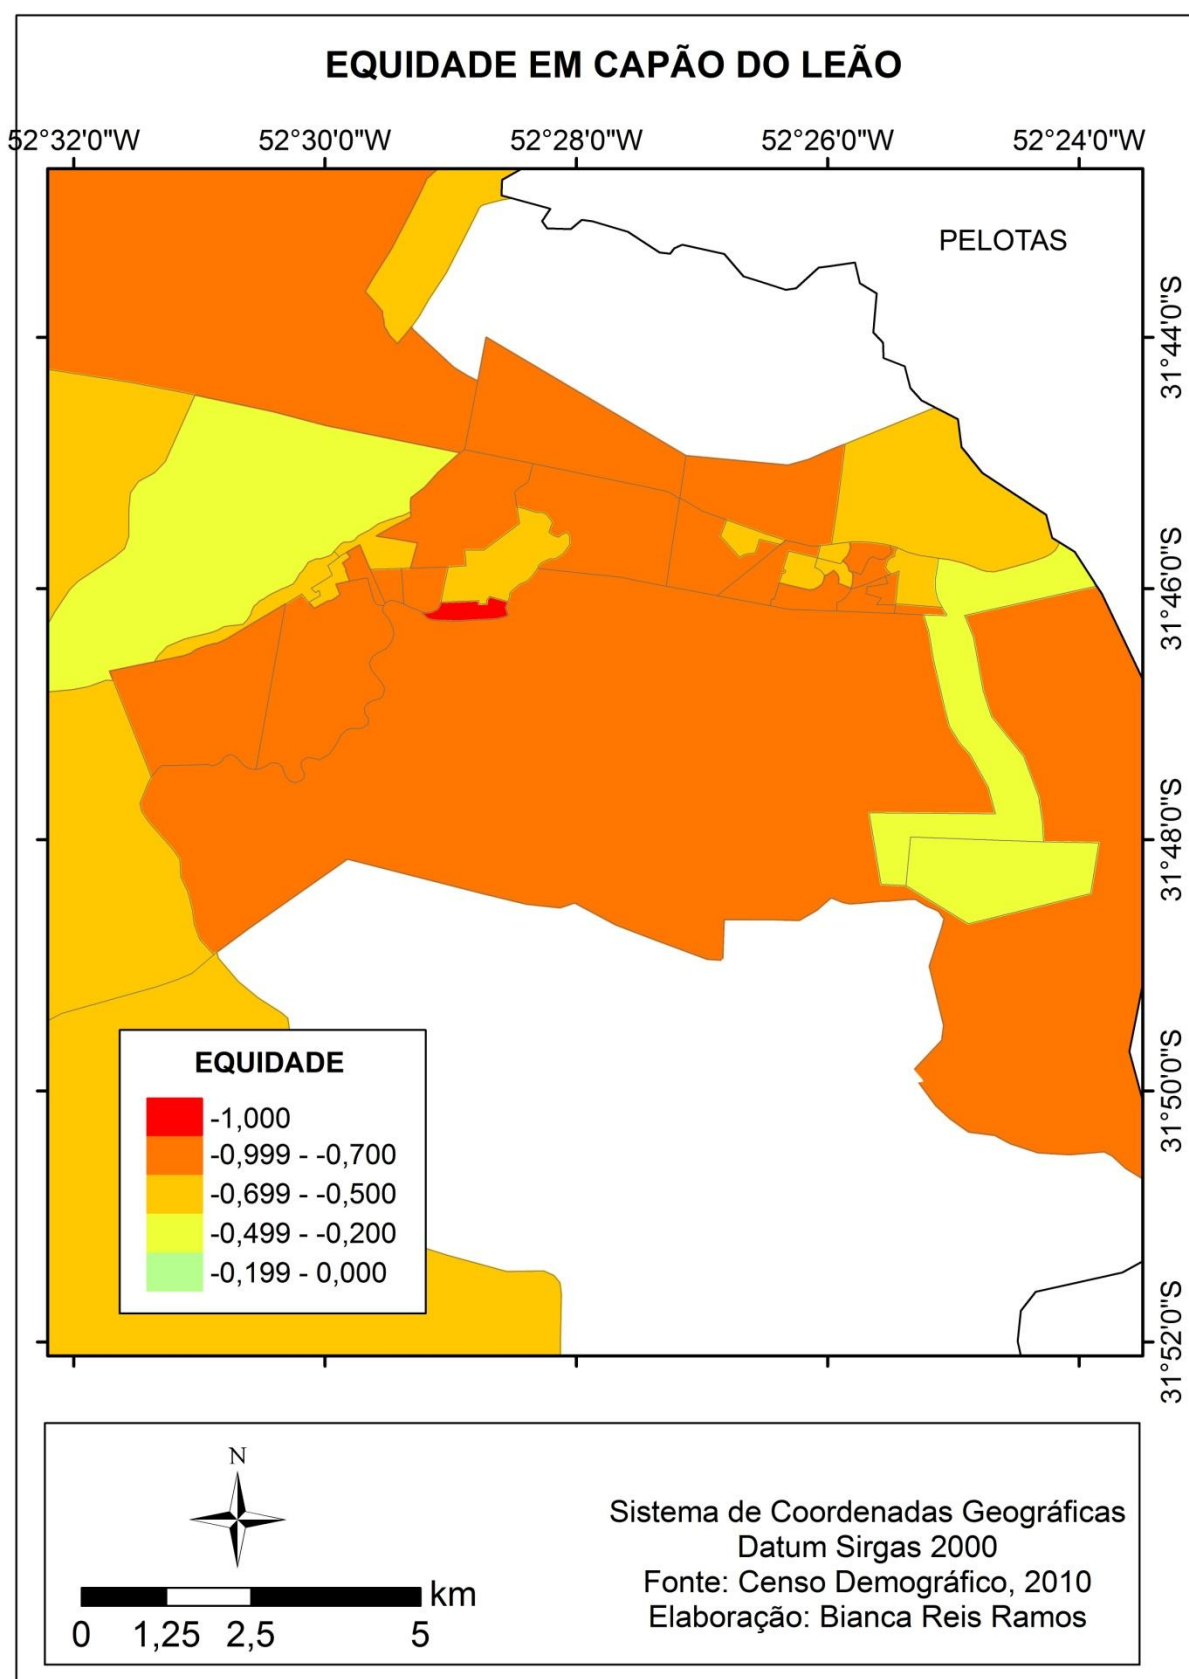 EQUIDADE EM CAPÃO DO LEÃO
52°32'0"W 52°30'0"W 52°28'0"W 52°26'0"W 52°24'0"W
PELOTAS
31°44'0"S
31°46'0"S
31°48'0"S
31°50'0"S
31°52'0"S
EQUIDADE
-1,000
-0,999 - -0,700
-0,699 - -0,500
-0,499 - -0,200
-0,199 - 0,000
N
km
0 1,25 2,5 5
Sistema de Coordenadas Geográficas
Datum Sirgas 2000
Fonte: Censo Demográfico, 2010
Elaboração: Bianca Reis Ramos